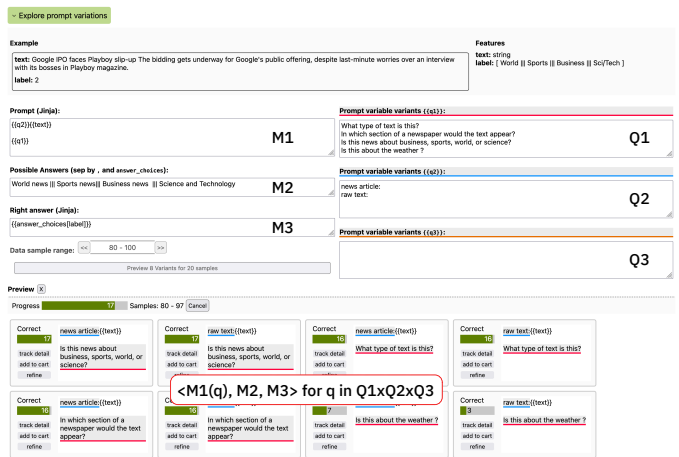 Explore prompt variations
Example
text: Google IPO faces Playboy slip-up The bidding gets underway for Google's public offering, despite last-minute worries over an interview
with its bosses in Playboy magazine.
label: 2
Features
text: string
label: [ World ||| Sports ||| Business ||| Sci/Tech ]
Prompt (Jinja):
{{q2}}{{text}}
{{q1}}
M1
Possible Answers (sep by , and answer_choices):
World news ||| Sports news||| Business news ||| Science and Technology
M2
Right answer (Jinja):
{{answer_choices[label]}}
M3
Data sample range: << 80 - 100 >>
Preview 8 Variants for 20 samples
Prompt variable variants {{q1}}:
What type of text is this?
In which section of a newspaper would the text appear?
Is this news about business, sports, world, or science?
Is this about the weather ?
Q1
Prompt variable variants {{q2}}:
news article:
raw text:
Q2
Prompt variable variants {{q3}}:
Q3
Preview X
Progress 17 Samples: 80 - 97 Cancel
Correct
17
track detail
add to cart
refine
news article:{{text}}
Is this news about
business, sports, world, or
science?
Correct
17
track detail
add to cart
refine
raw text:{{text}}
Is this news about
business, sports, world, or
science?
Correct
16
track detail
add to cart
news article:{{text}}
What type of text is this?
Correct
16
track detail
add to cart
refine
raw text:{{text}}
What type of text is this?
<M1(q), M2, M3> for q in Q1xQ2xQ3
Correct
16
track detail
add to cart
refine
news article:{{text}}
In which section of a
newspaper would the text
appear?
16
track detail
add to cart
refine
In which section of a
newspaper would the text
appear?
7
track detail
add to cart
refine
Is this about the weather ?
Correct
3
track detail
add to cart
refine
raw text:{{text}}
Is this about the weather ?